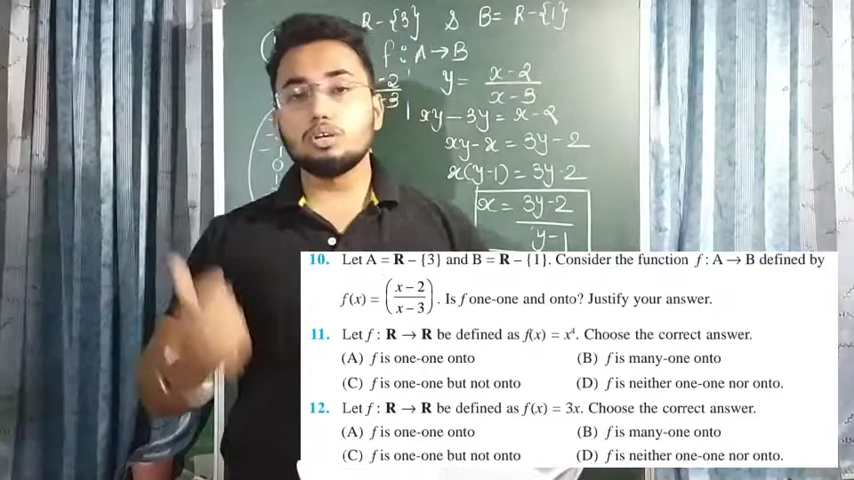 R-{3} & B= R-{1}
f: A→B
y= x-2/x-3
xy-3y = x-2
xy-x = 3y-2
x(y-1) = 3y-2
x = 3y-2/y-1
10. Let A = R – {3} and B = R – {1}. Consider the function f : A → B defined by
f(x) = (x – 2 / x – 3). Is f one-one and onto? Justify your answer.
11. Let f : R → R be defined as f(x) = x⁴. Choose the correct answer.
(A) f is one-one onto (B) f is many-one onto
(C) f is one-one but not onto (D) f is neither one-one nor onto.
12. Let f : R → R be defined as f(x) = 3x. Choose the correct answer.
(A) f is one-one onto (B) f is many-one onto
(C) f is one-one but not onto (D) f is neither one-one nor onto.